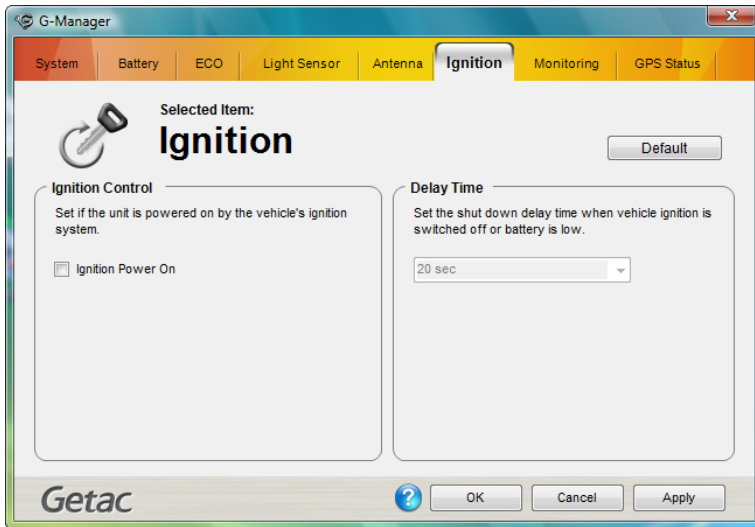 G-Manager
System Battery ECO Light Sensor Antenna Ignition Monitoring GPS Status
Selected Item:
Ignition
Default
Ignition Control
Set if the unit is powered on by the vehicle's ignition
system.
Ignition Power On
Delay Time
Set the shut down delay time when vehicle ignition is
switched off or battery is low.
20 sec
Getac
? OK Cancel Apply